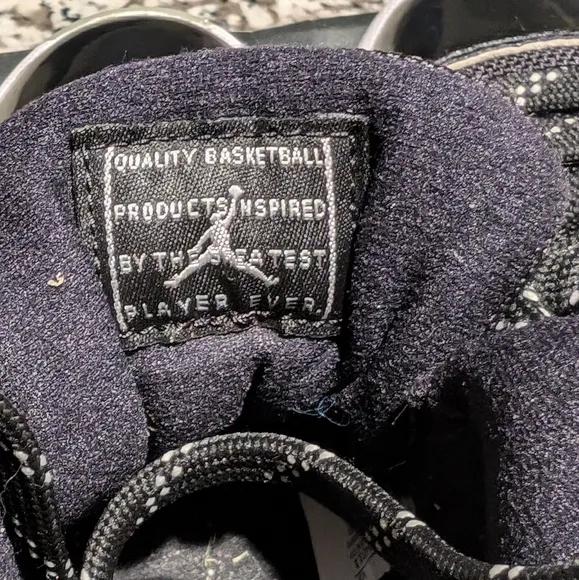 QUALITY BASKETBALL
PRODUCTS INSPIRED
BY THE GREATEST
PLAYER EVER.